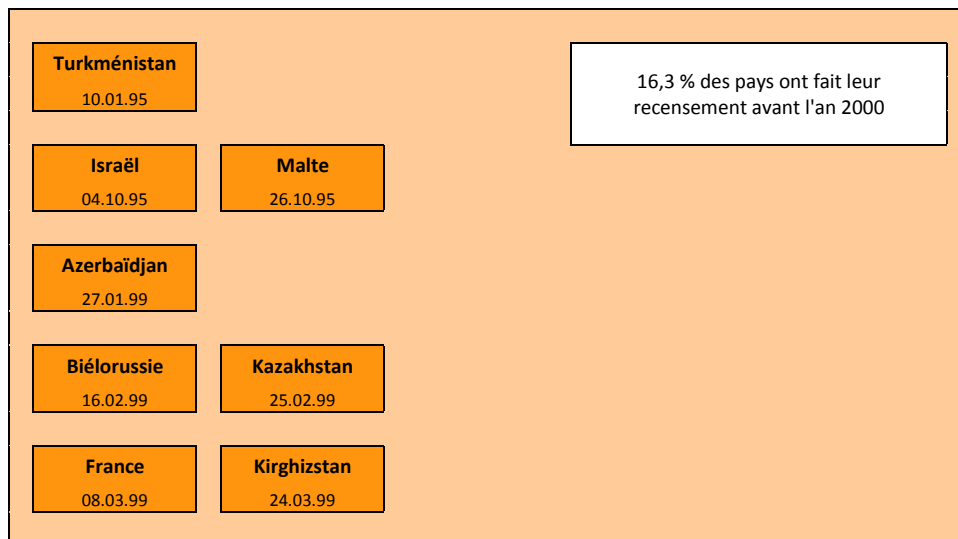 Turkménistan
10.01.95
16,3 % des pays ont fait leur
recensement avant l'an 2000
Israël
04.10.95
Malte
26.10.95
Azerbaïdjan
27.01.99
Biélorussie
16.02.99
Kazakhstan
25.02.99
France
08.03.99
Kirghizstan
24.03.99